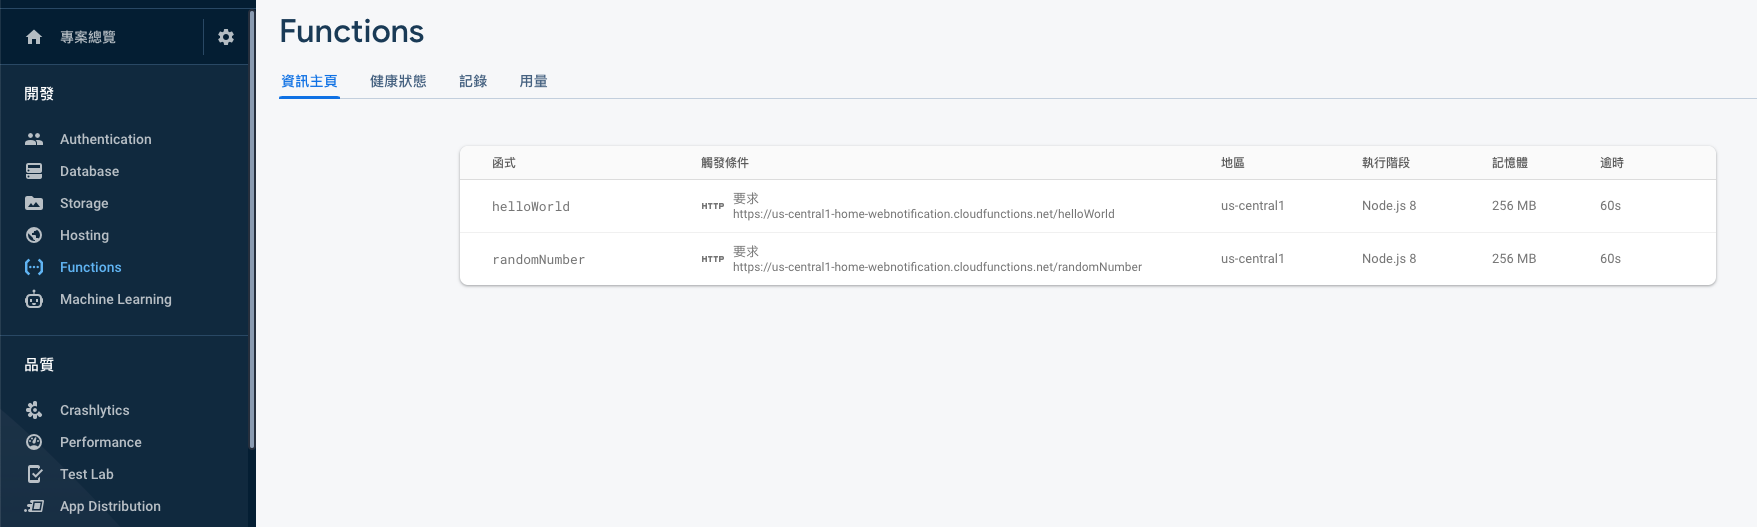 專案總覽
開發
Authentication
Database
Storage
Hosting
Functions
Machine Learning
品質
Crashlytics
Performance
Test Lab
App Distribution
Functions
資訊主頁 健康狀態 記錄 用量
函式 觸發條件 地區 執行階段 記憶體 逾時
helloWorld HTTP 要求 us-central1 Node.js 8 256 MB 60s
https://us-central1-home-webnotification.cloudfunctions.net/helloWorld
randomNumber HTTP 要求 us-central1 Node.js 8 256 MB 60s
https://us-central1-home-webnotification.cloudfunctions.net/randomNumber